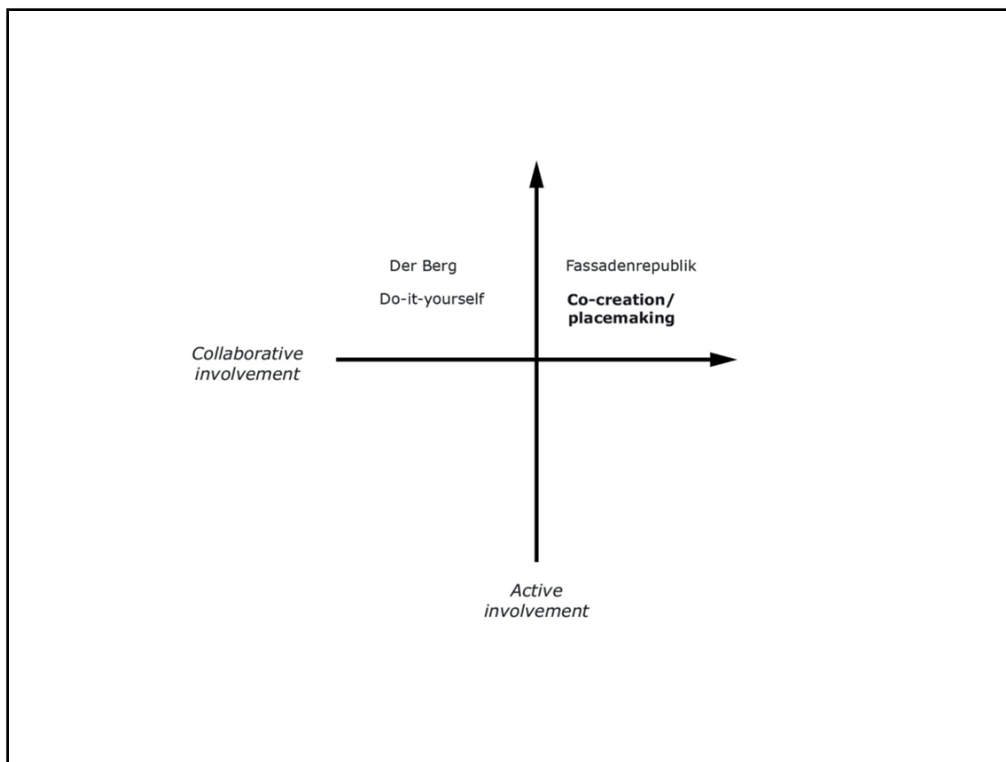 Der Berg
Do-it-yourself
Fassadenrepublik
Co-creation/
placemaking
Collaborative
involvement
Active
involvement